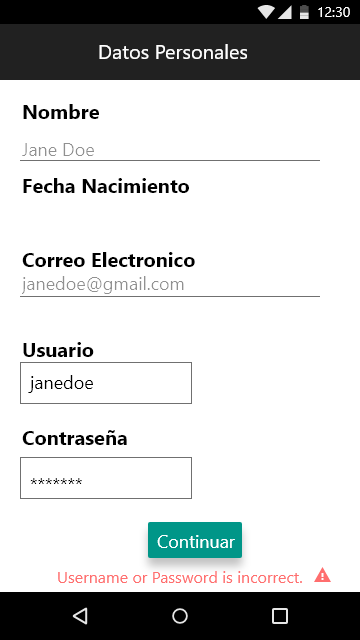 12:30
Datos Personales
Nombre
Jane Doe
Fecha Nacimiento
Correo Electronico
janedoe@gmail.com
Usuario
janedoe
Contraseña
*******
Continuar
Username or Password is incorrect.